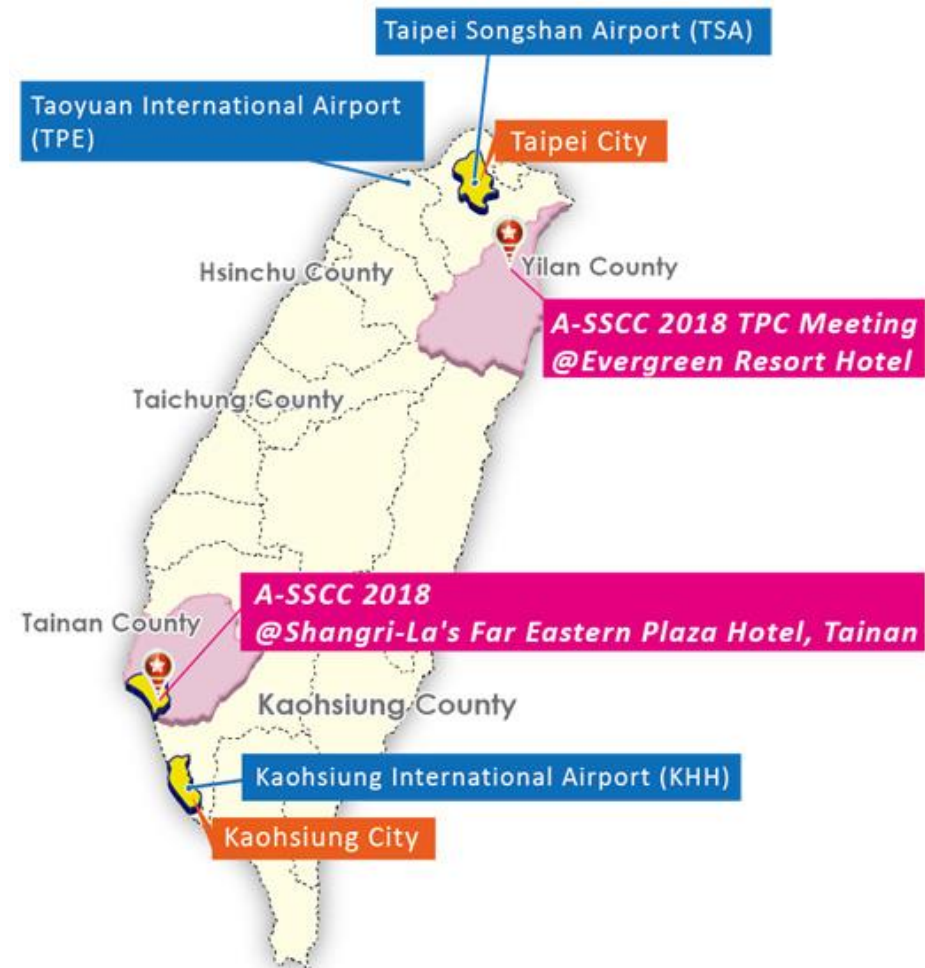 Taipei Songshan Airport (TSA)
Taoyuan International Airport
(TPE)
Taipei City
Hsinchu County
Yilan County
A-SSCC 2018 TPC Meeting
@Evergreen Resort Hotel
Taichung County
A-SSCC 2018
@Shangri-La's Far Eastern Plaza Hotel, Tainan
Tainan County
Kaohsiung County
Kaohsiung International Airport (KHH)
Kaohsiung City